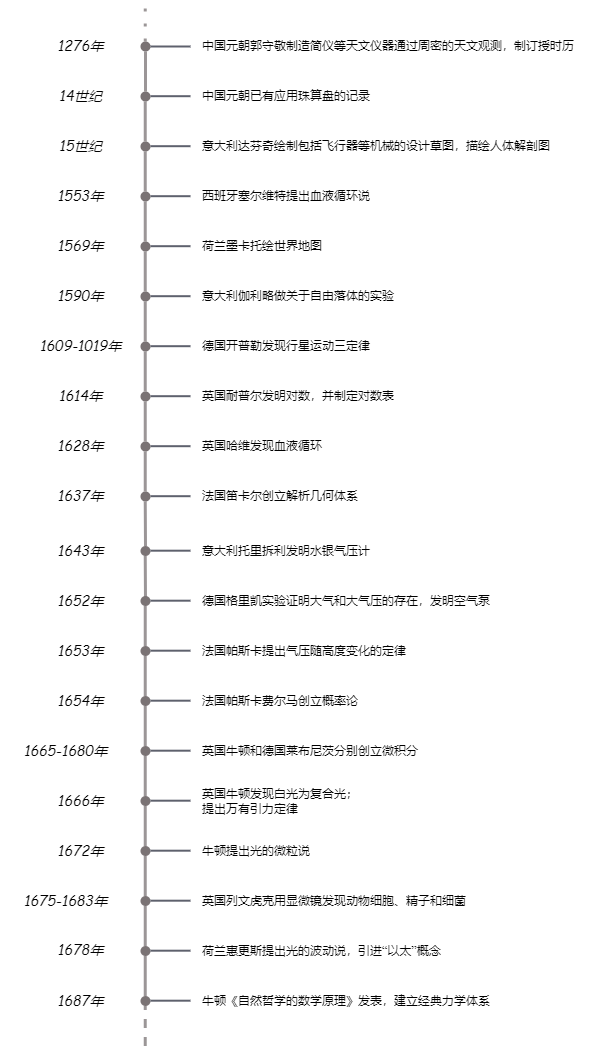 1276年 中国元朝郭守敬制造简仪等天文仪器通过周密的天文观测，制订授时历
14世纪 中国元朝已有应用珠算盘的记录
15世纪 意大利达芬奇绘制包括飞行器等机械的设计草图，描绘人体解剖图
1553年 西班牙塞尔维特提出血液循环说
1569年 荷兰墨卡托绘世界地图
1590年 意大利伽利略做关于自由落体的实验
1609-1019年 德国开普勒发现行星运动三定律
1614年 英国耐普尔发明对数，并制定对数表
1628年 英国哈维发现血液循环
1637年 法国笛卡尔创立解析几何体系
1643年 意大利托里拆利发明水银气压计
1652年 德国格里凯实验证明大气和大气压的存在，发明空气泵
1653年 法国帕斯卡提出气压随高度变化的定律
1654年 法国帕斯卡费尔马创立概率论
1665-1680年 英国牛顿和德国莱布尼茨分别创立微积分
1666年 英国牛顿发现白光为复合光；
提出万有引力定律
1672年 牛顿提出光的微粒说
1675-1683年 英国列文虎克用显微镜发现动物细胞、精子和细菌
1678年 荷兰惠更斯提出光的波动说，引进“以太”概念
1687年 牛顿《自然哲学的数学原理》发表，建立经典力学体系